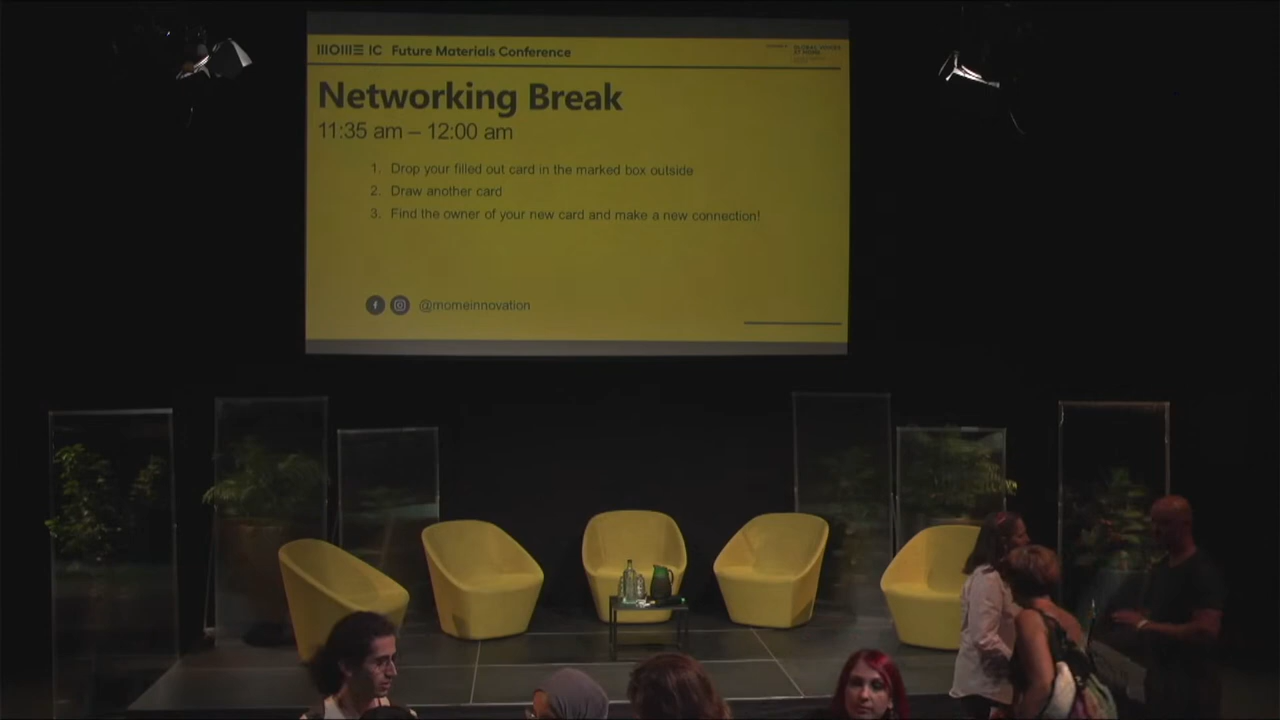 MOME IC Future Materials Conference
Networking Break
11:35 am – 12:00 am
1. Drop your filled out card in the marked box outside
2. Draw another card
3. Find the owner of your new card and make a new connection!
@momeinnovation